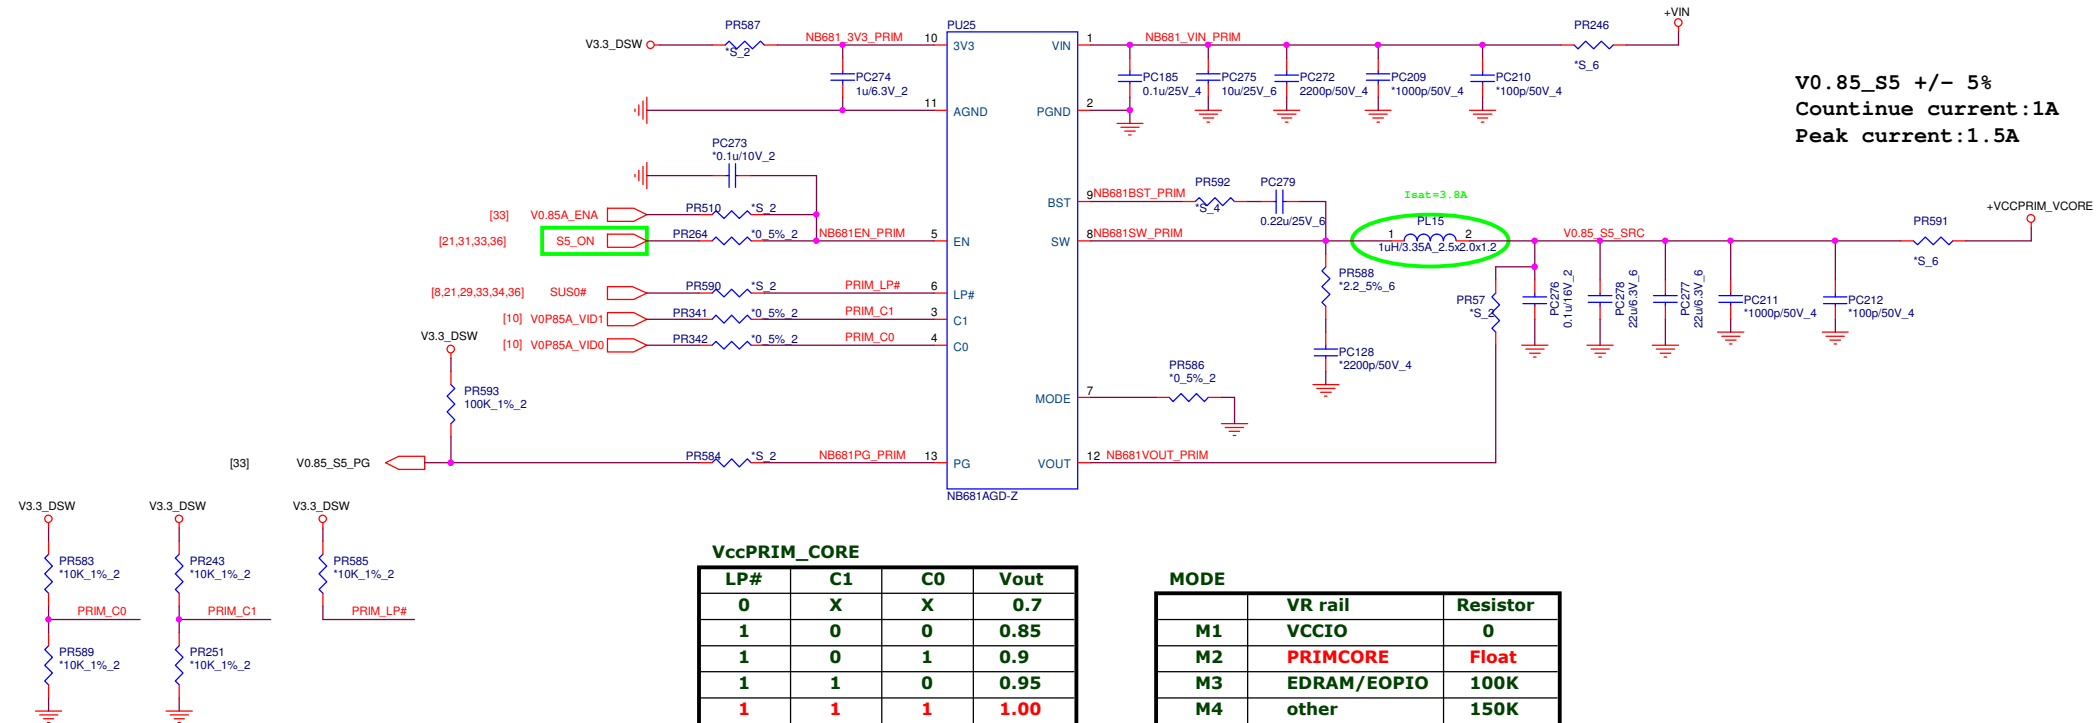 PR587
V3.3_DSW
*S_2
NB681_3V3_PRIM
10
3V3
PU25
VIN
1
NB681_VIN_PRIM
PR246
*S_6
+VIN
PC274
1u/6.3V_2
11
AGND
PGND
2
PC185
0.1u/25V_4
PC275
10u/25V_6
PC272
2200p/50V_4
PC209
*1000p/50V_4
PC210
*100p/50V_4
V0.85_S5 +/- 5%
Countinue current:1A
Peak current:1.5A
PC273
*0.1u/10V_2
[33] V0.85A_ENA
PR510
*S_2
[21,31,33,36] S5_ON
PR264
*0_5%_2
NB681EN_PRIM
5
EN
BST
9
NB681BST_PRIM
PR592
*S_4
PC279
0.22u/25V_6
SW
8
NB681SW_PRIM
Isat=3.8A
PL15
1 2
1uH/3.35A_2.5x2.0x1.2
V0.85_S5_SRC
PR591
*S_6
+VCCPRIM_VCORE
[8,21,29,33,34,36] SUS0#
PR590
*S_2
PRIM_LP#
6
LP#
[10] V0P85A_VID1
PR341
*0_5%_2
PRIM_C1
3
C1
[10] V0P85A_VID0
PR342
*0_5%_2
PRIM_C0
4
C0
PR588
*2.2_5%_6
PC128
*2200p/50V_4
PR57
*S_2
PC276
0.1u/16V_2
PC278
22u/6.3V_6
PC277
22u/6.3V_6
PC211
*1000p/50V_4
PC212
*100p/50V_4
V3.3_DSW
PR593
100K_1%_2
MODE
7
PR586
*0_5%_2
[33] V0.85_S5_PG
PR584
*S_2
NB681PG_PRIM
13
PG
VOUT
12
NB681VOUT_PRIM
NB681AGD-Z
V3.3_DSW
PR583
*10K_1%_2
PRIM_C0
PR589
*10K_1%_2
V3.3_DSW
PR243
*10K_1%_2
PRIM_C1
PR251
*10K_1%_2
V3.3_DSW
PR585
*10K_1%_2
PRIM_LP#
VccPRIM_CORE
LP# C1 C0 Vout
0 X X 0.7
1 0 0 0.85
1 0 1 0.9
1 1 0 0.95
1 1 1 1.00
MODE
VR rail Resistor
M1 VCCIO 0
M2 PRIMCORE Float
M3 EDRAM/EOPIO 100K
M4 other 150K